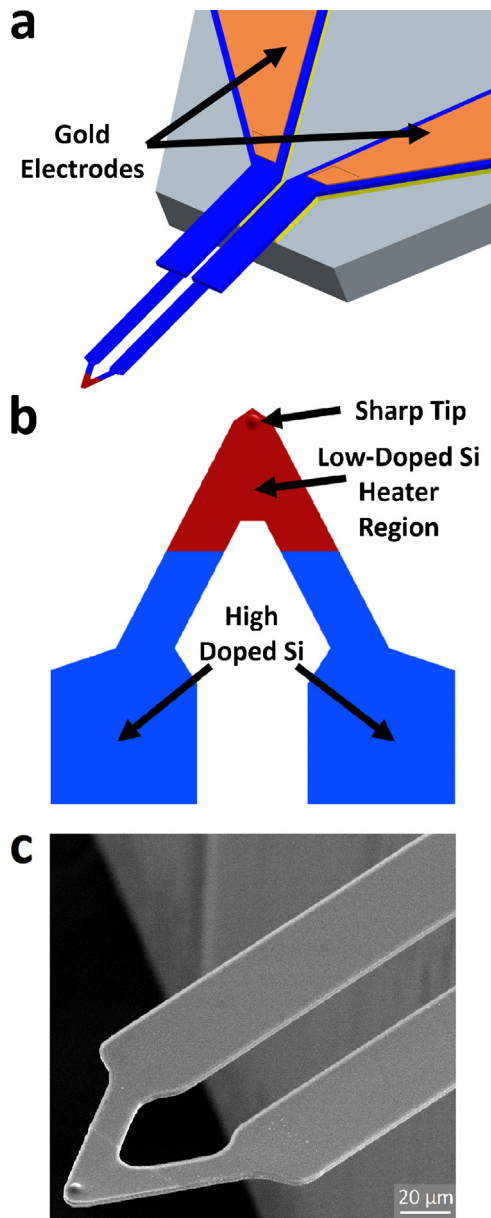 a
Gold
Electrodes
b
Sharp Tip
Low-Doped Si
Heater
Region
High
Doped Si
c
20 μm